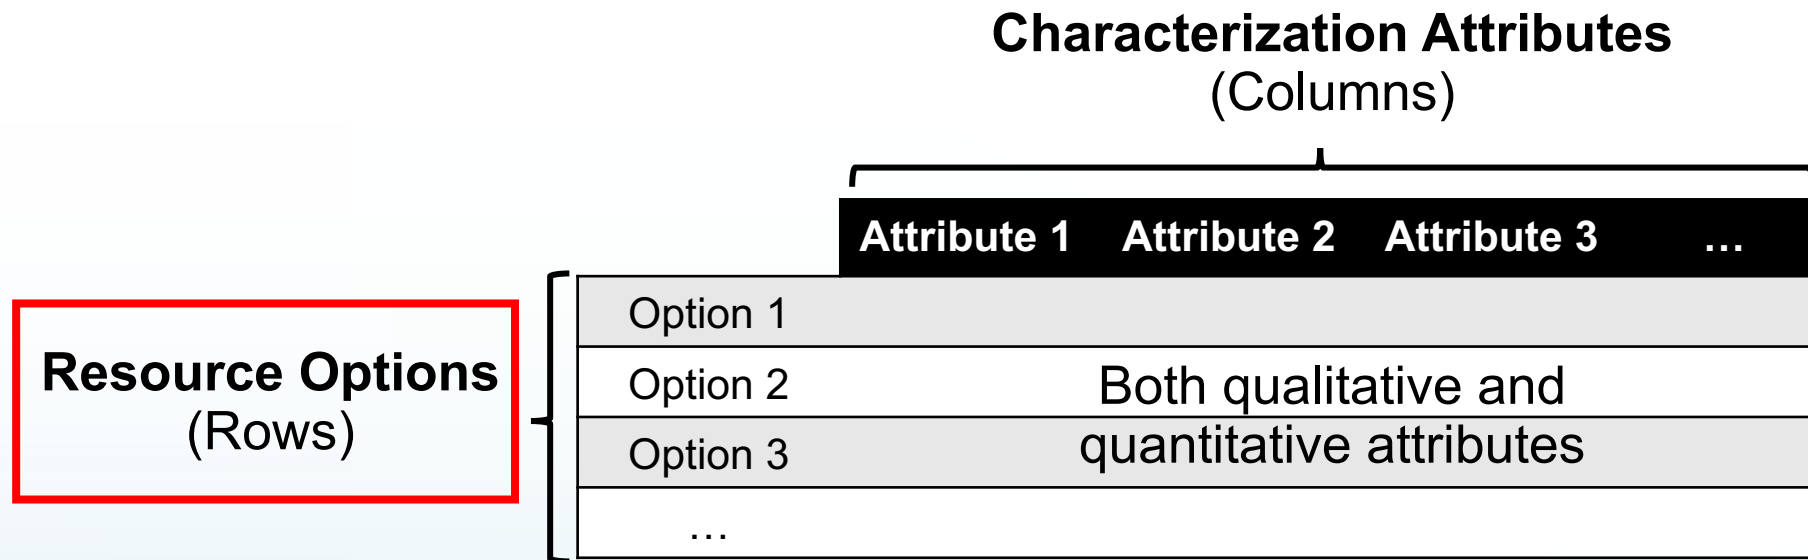 Characterization Attributes
(Columns)
Attribute 1 Attribute 2 Attribute 3 …
Option 1
Resource Options
(Rows)
Option 2
Option 3
…
Both qualitative and
quantitative attributes